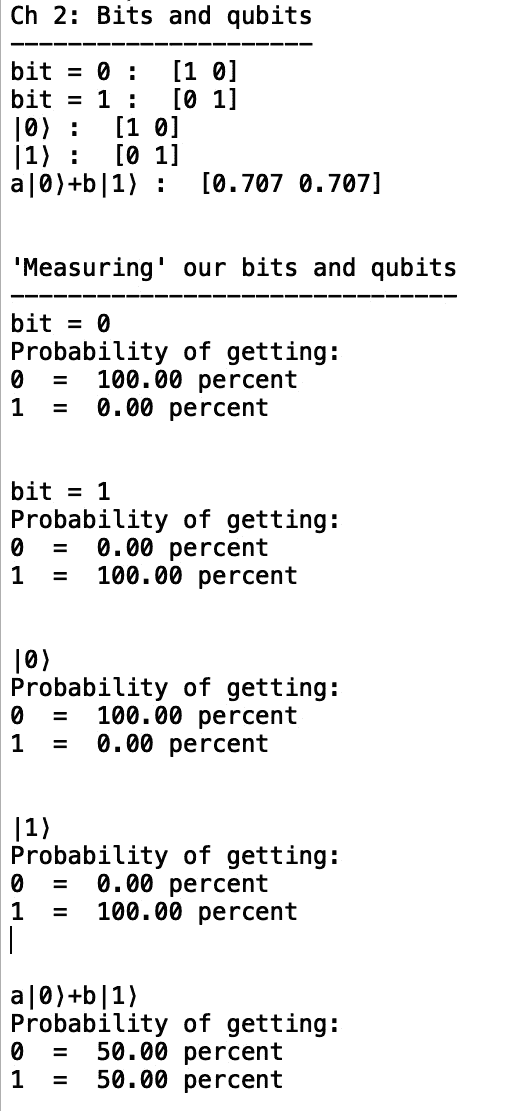 Ch 2: Bits and qubits
---------------------
bit = 0 :  [1 0]
bit = 1 :  [0 1]
|0⟩ :  [1 0]
|1⟩ :  [0 1]
a|0⟩+b|1⟩ :  [0.707 0.707]
'Measuring' our bits and qubits
-------------------------------
bit = 0
Probability of getting:
0  =  100.00 percent
1  =  0.00 percent
bit = 1
Probability of getting:
0  =  0.00 percent
1  =  100.00 percent
|0⟩
Probability of getting:
0  =  100.00 percent
1  =  0.00 percent
|1⟩
Probability of getting:
0  =  0.00 percent
1  =  100.00 percent
a|0⟩+b|1⟩
Probability of getting:
0  =  50.00 percent
1  =  50.00 percent